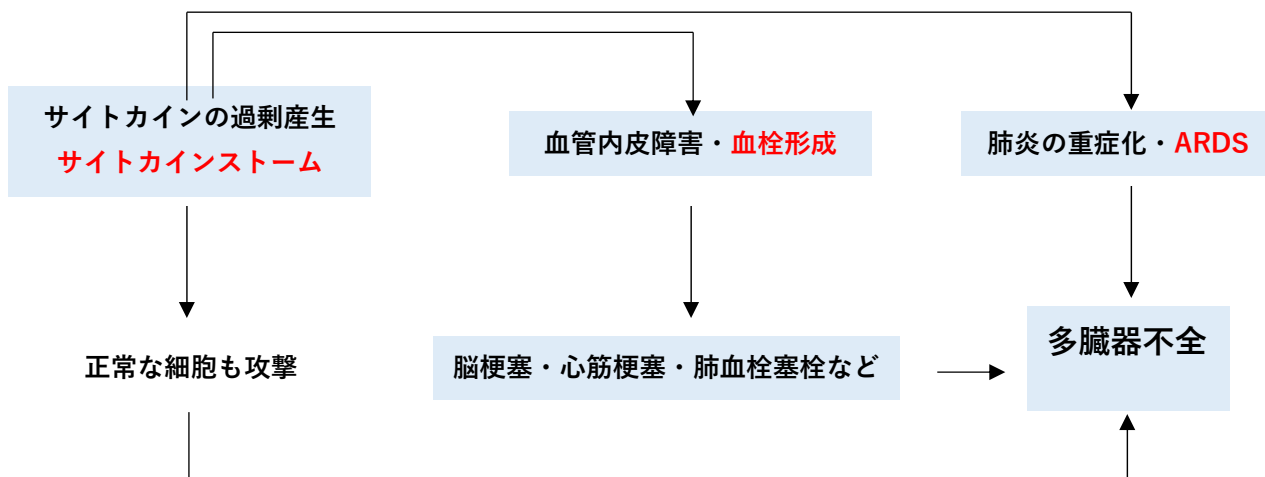 サイトカインの過剰産生
サイトカインストーム
血管内皮障害・血栓形成
肺炎の重症化・ARDS
正常な細胞も攻撃
脳梗塞・心筋梗塞・肺血栓塞栓など
多臓器不全